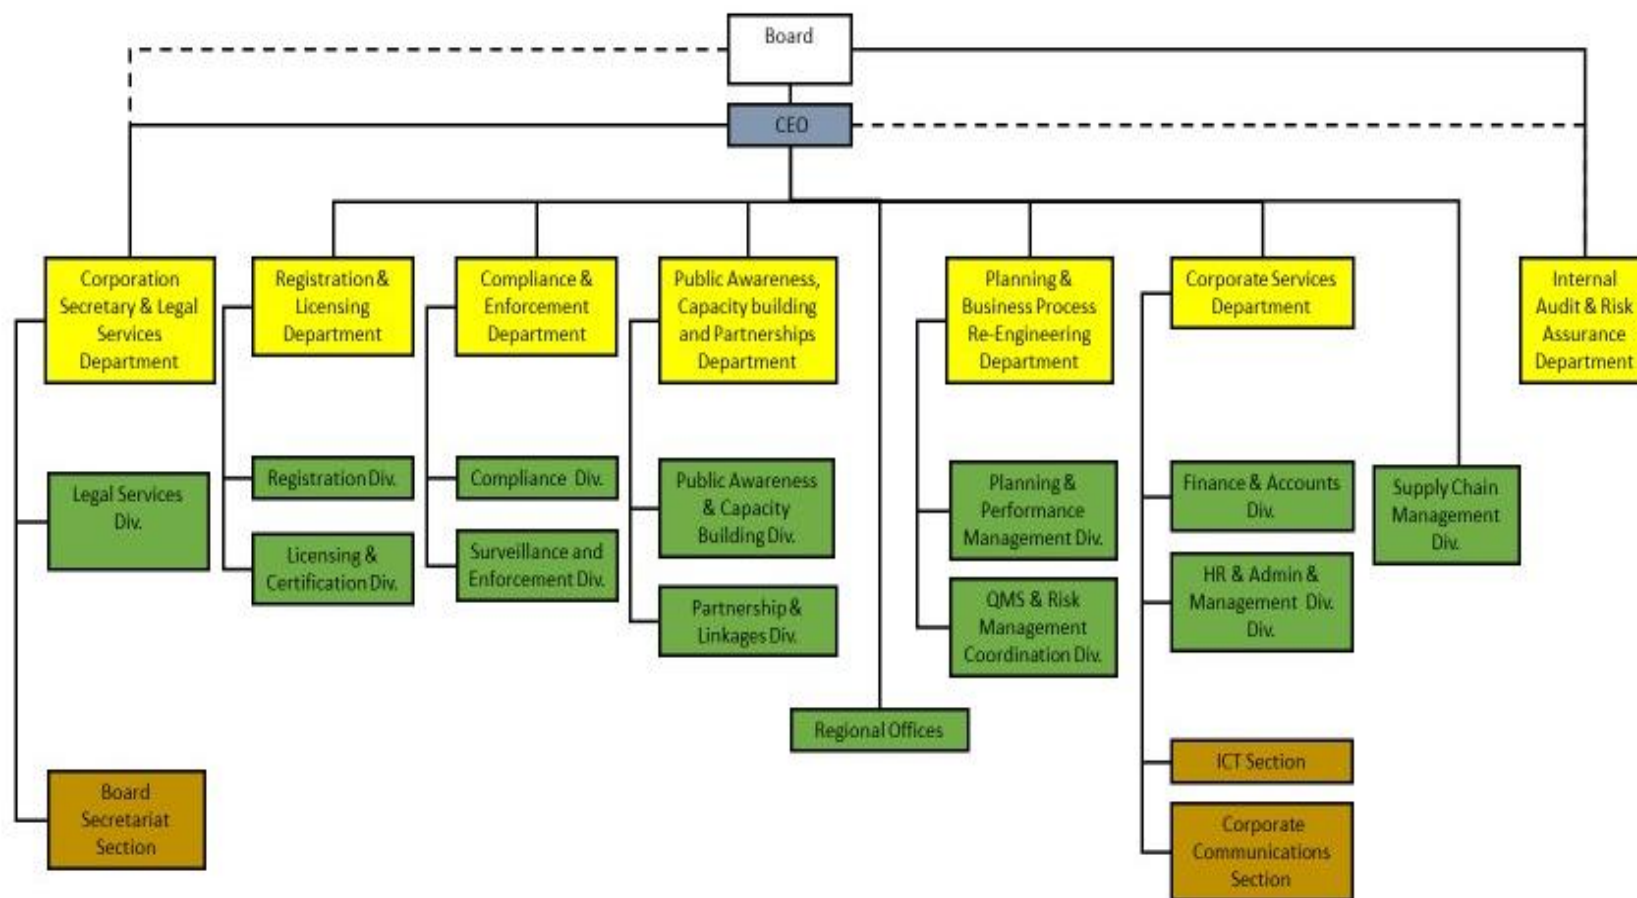 Board
CEO
Corporation
Secretary & Legal
Services
Department
Registration &
Licensing
Department
Compliance &
Enforcement
Department
Public Awareness,
Capacity building
and Partnerships
Department
Planning &
Business Process
Re-Engineering
Department
Corporate Services
Department
Internal
Audit & Risk
Assurance
Department
Legal Services
Div.
Registration Div.
Licensing &
Certification Div.
Compliance Div.
Surveillance and
Enforcement Div.
Public Awareness
& Capacity
Building Div.
Partnership &
Linkages Div.
Planning &
Performance
Management Div.
QMS & Risk
Management
Coordination Div.
Finance & Accounts
Div.
HR & Admin &
Management Div.
Div.
Supply Chain
Management
Div.
Regional Offices
Board
Secretariat
Section
ICT Section
Corporate
Communications
Section